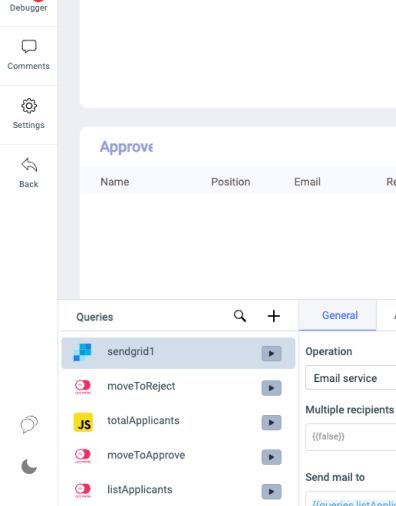 Debugger
Comments
Settings
Back
Approve
Name Position Email Re
Queries
General
sendgrid1
moveToReject
JS totalApplicants
moveToApprove
listApplicants
Operation
Email service
Multiple recipients
{{false}}
Send mail to
{{queries.listApplic